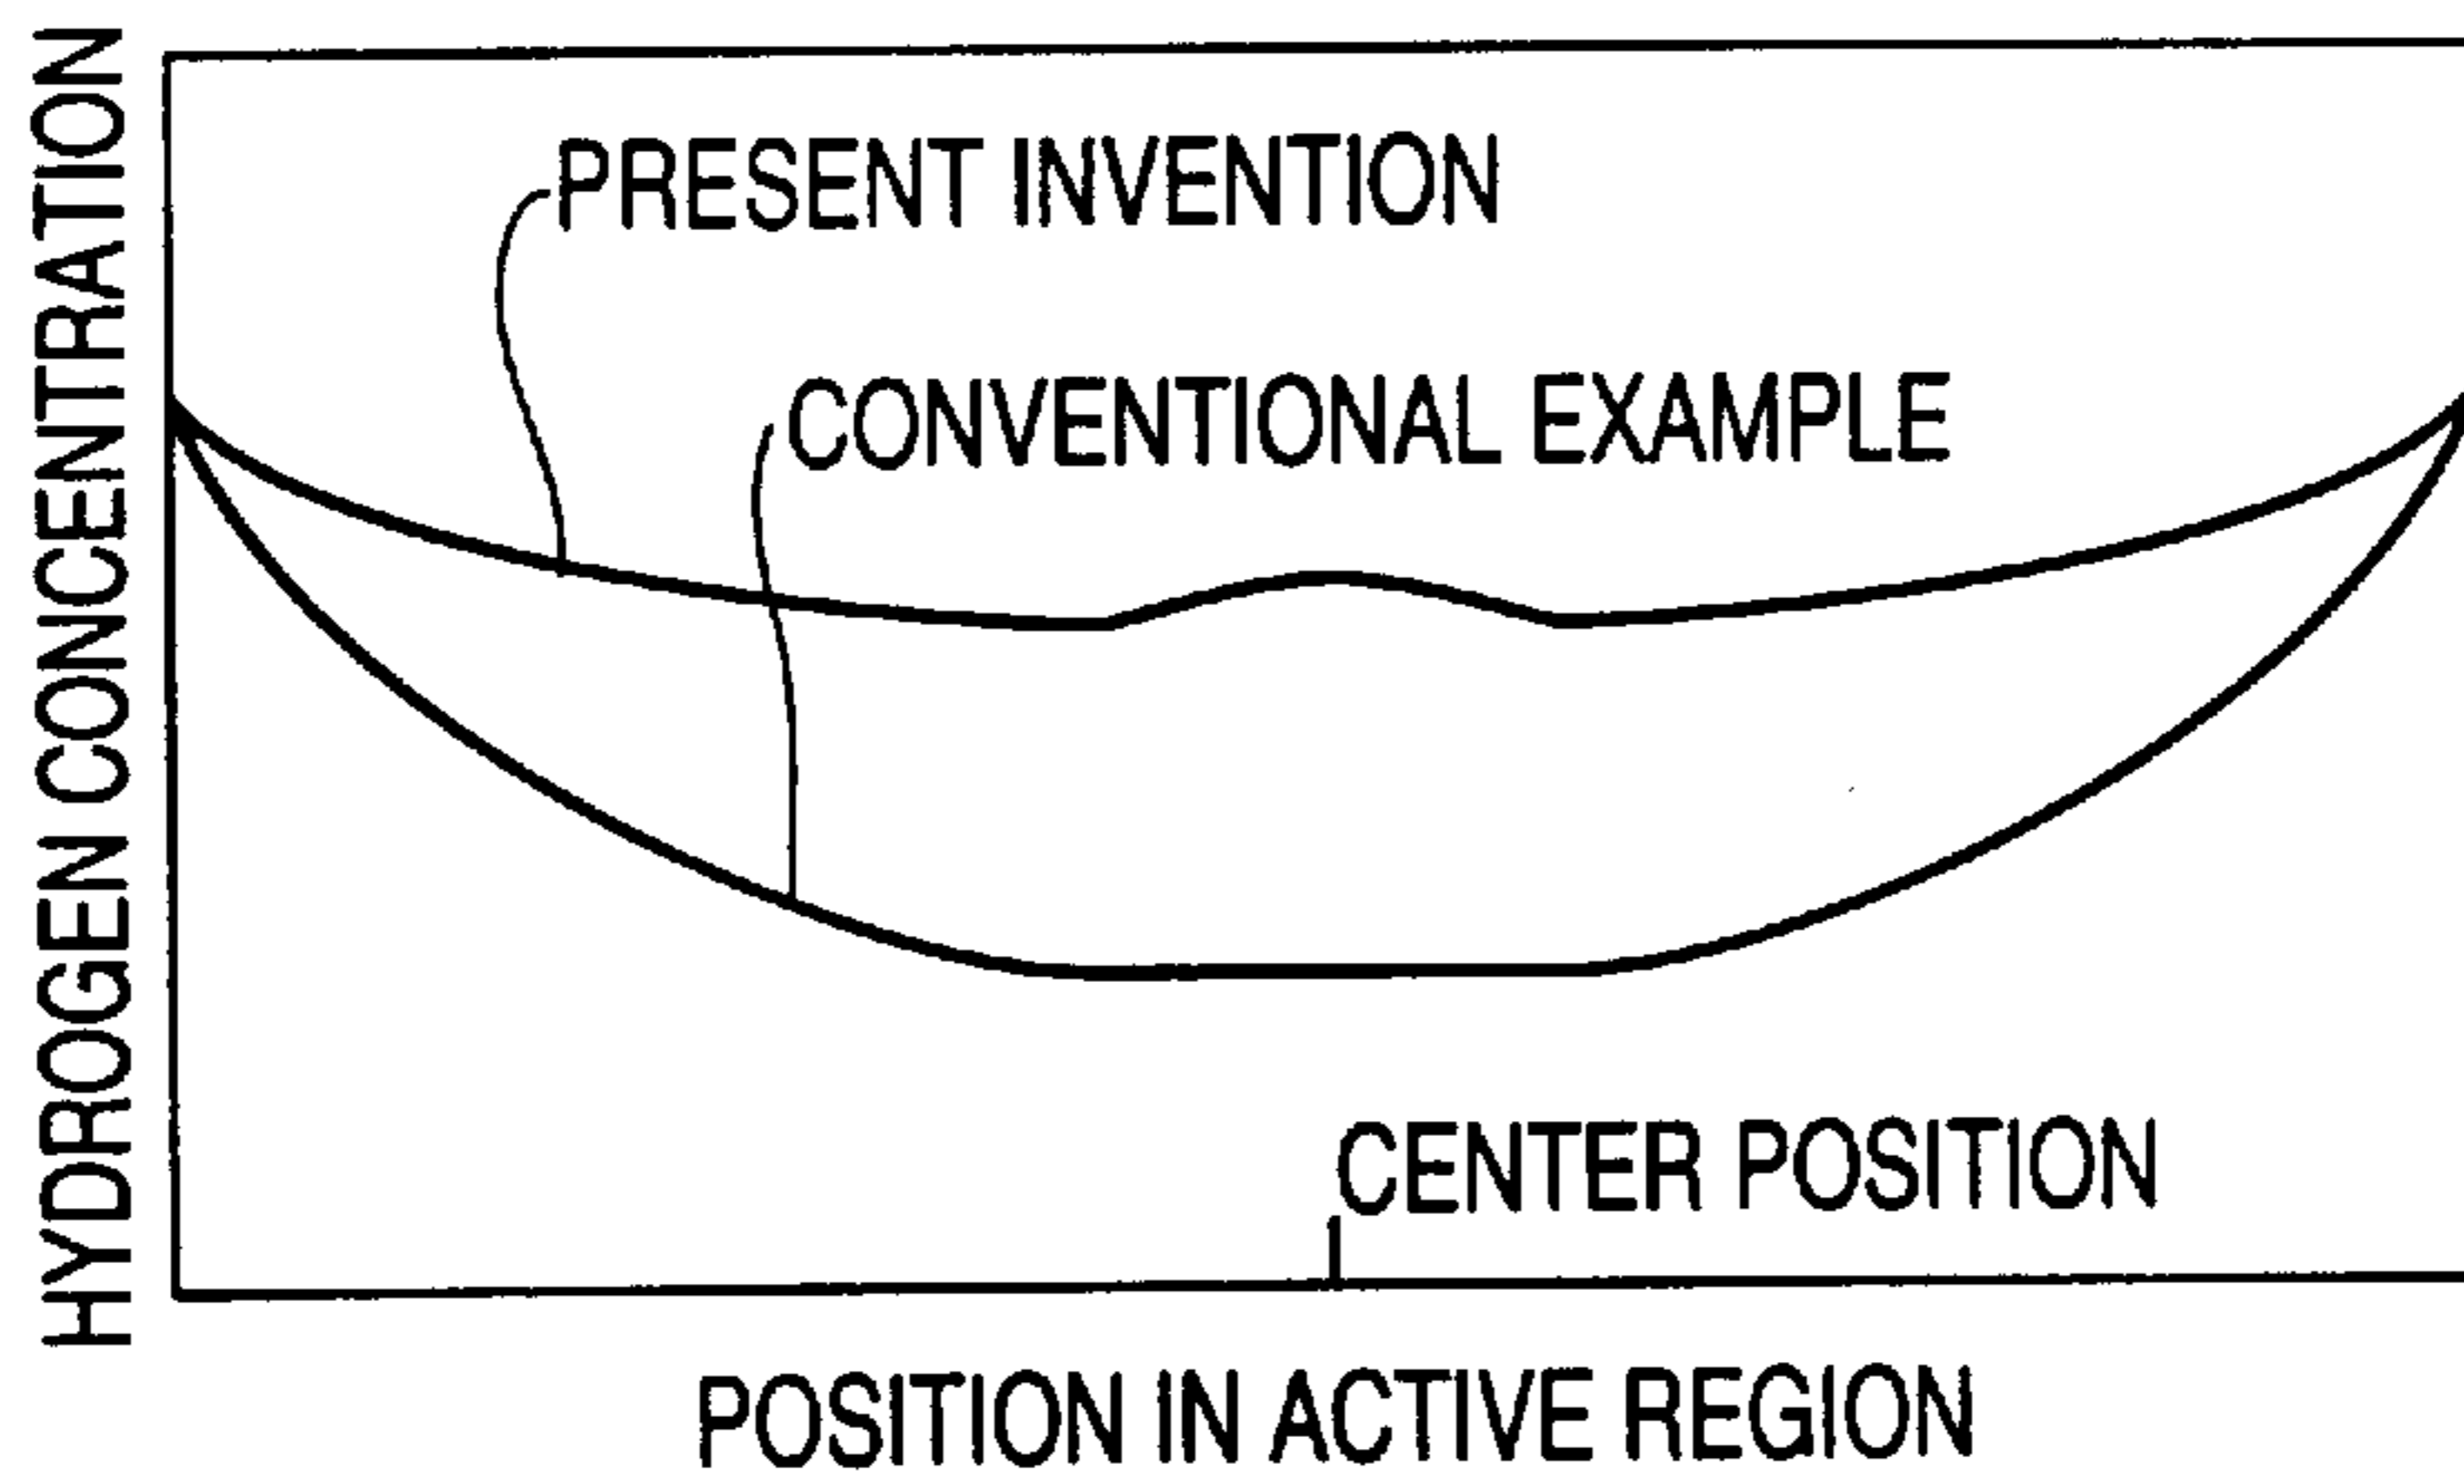 HYDROGEN CONCENTRATION
PRESENT INVENTION
CONVENTIONAL EXAMPLE
CENTER POSITION
POSITION IN ACTIVE REGION